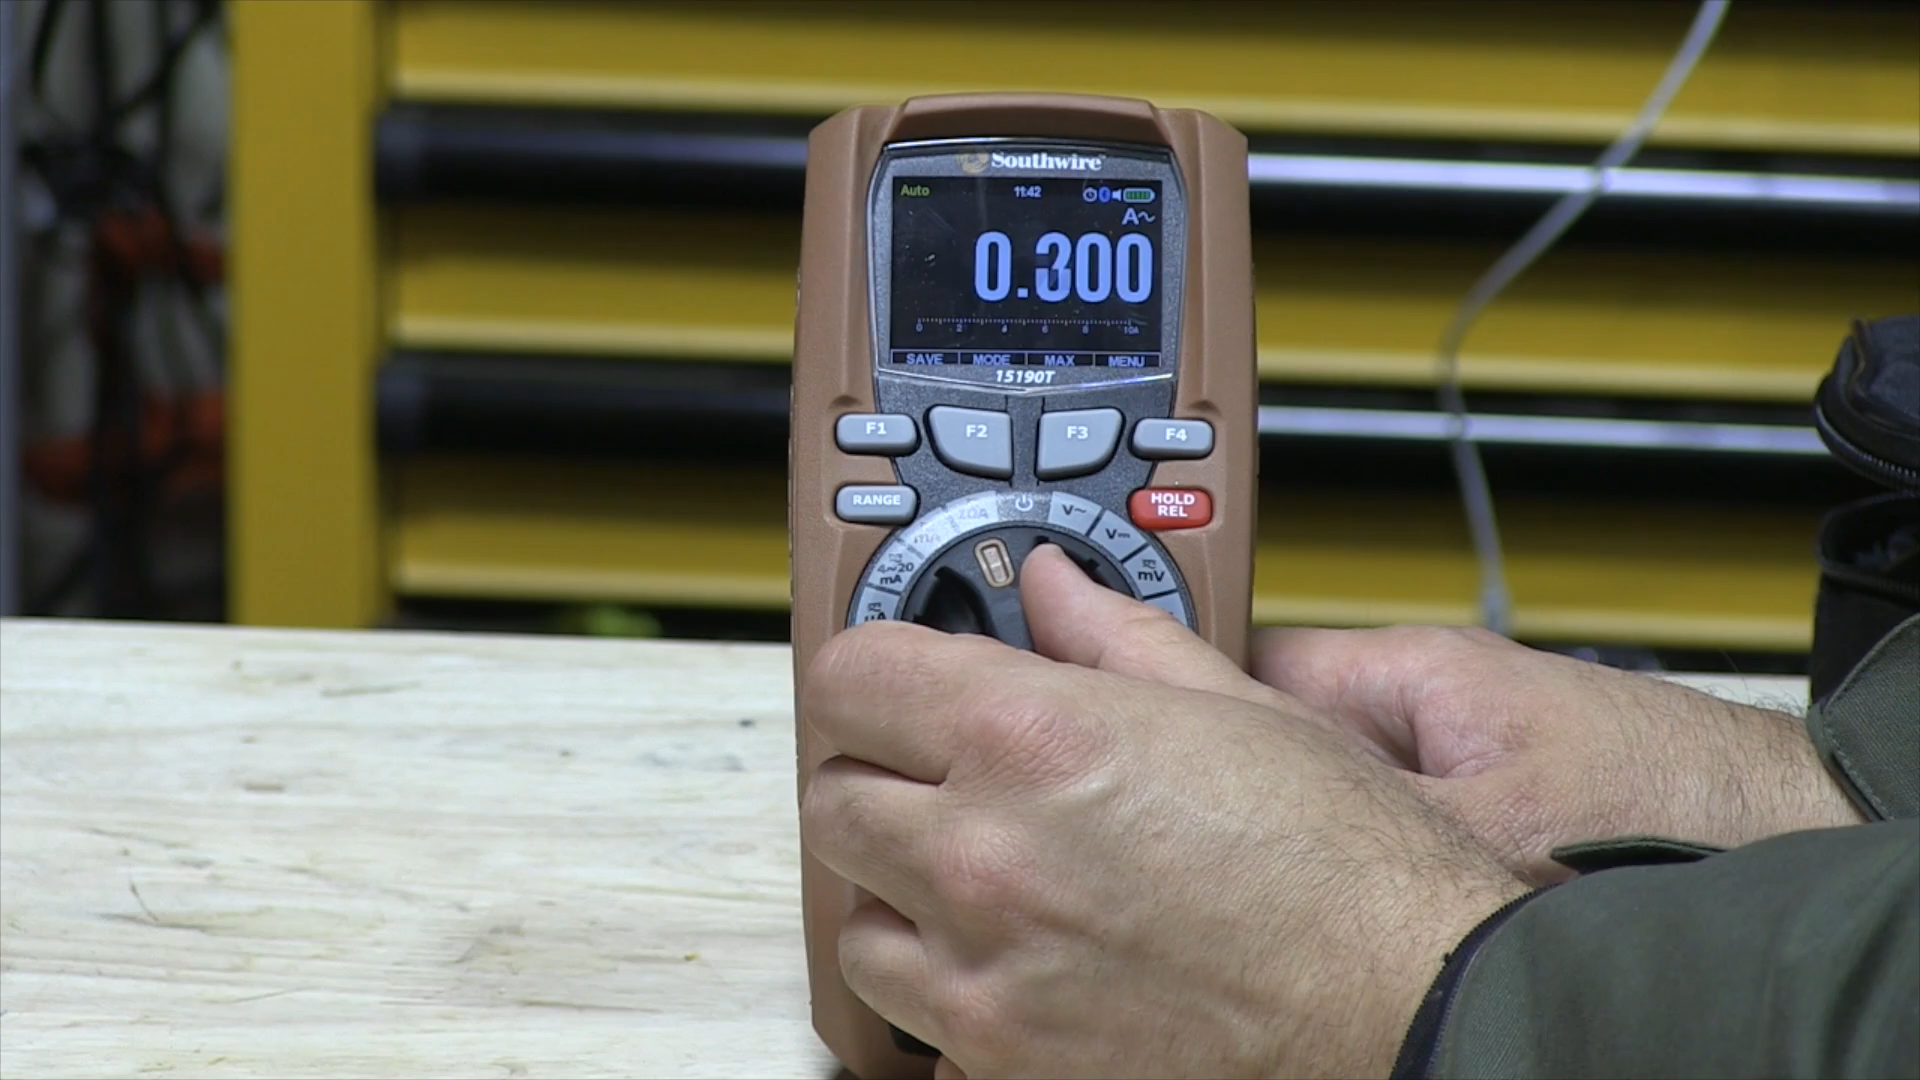 Southwire
Auto 11:42
A~
0.300
0 2 4 6 8 10A
SAVE MODE MAX MENU
15190T
F1 F2 F3 F4
RANGE
HOLD
REL
10A
V~
mA
V
4~20
mA
mV